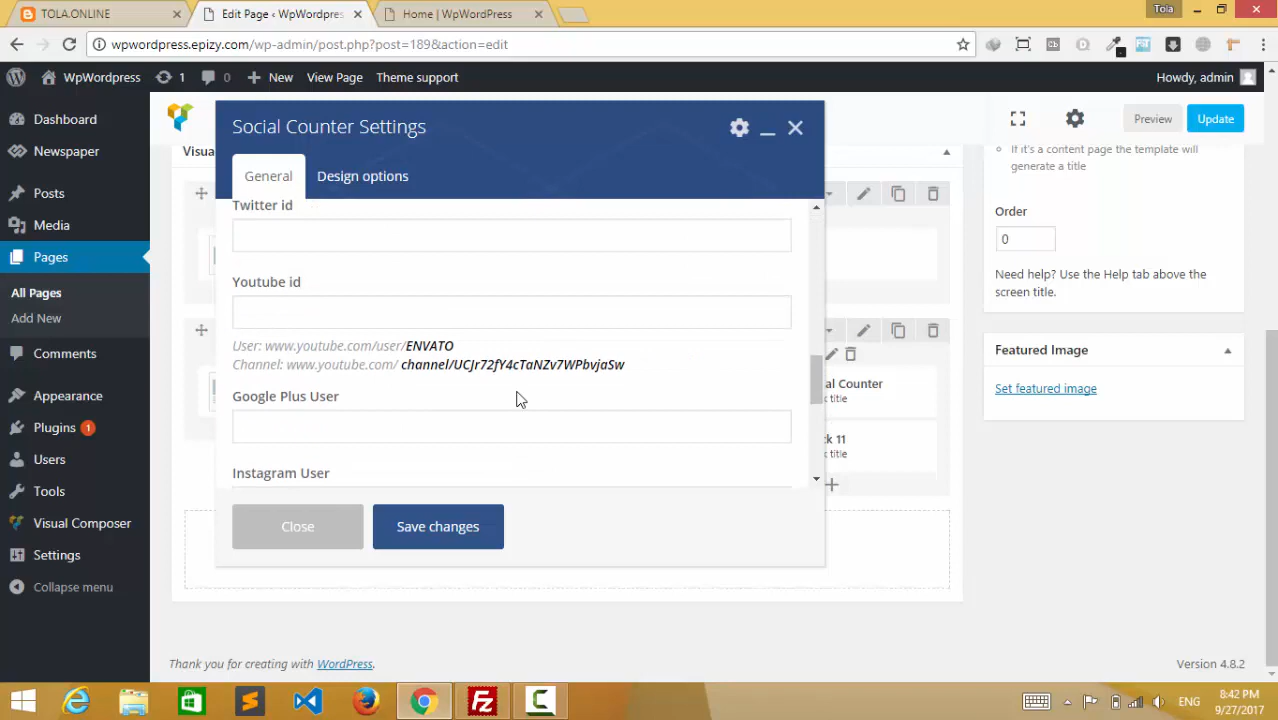 TOLA.ONLINE
Edit Page ‹ WpWordpres
Home | WpWordPress
Tola
wpwordpress.epizy.com/wp-admin/post.php?post=189&action=edit
WpWordpress
1
0
New
View Page
Theme support
Howdy, admin
Dashboard
Newspaper
Posts
Media
Pages
All Pages
Add New
Comments
Appearance
Plugins 1
Users
Tools
Visual Composer
Settings
Collapse menu
Social Counter Settings
General
Design options
Twitter id
Youtube id
User: www.youtube.com/user/ENVATO
Channel: www.youtube.com/ channel/UCJr72fY4cTaNZv7WPbvjaSw
Google Plus User
Instagram User
Close
Save changes
Preview
Update
If it's a content page the template will
generate a title
Order
0
Need help? Use the Help tab above the
screen title.
Featured Image
Set featured image
Thank you for creating with WordPress.
Version 4.8.2
ENG
8:42 PM
9/27/2017